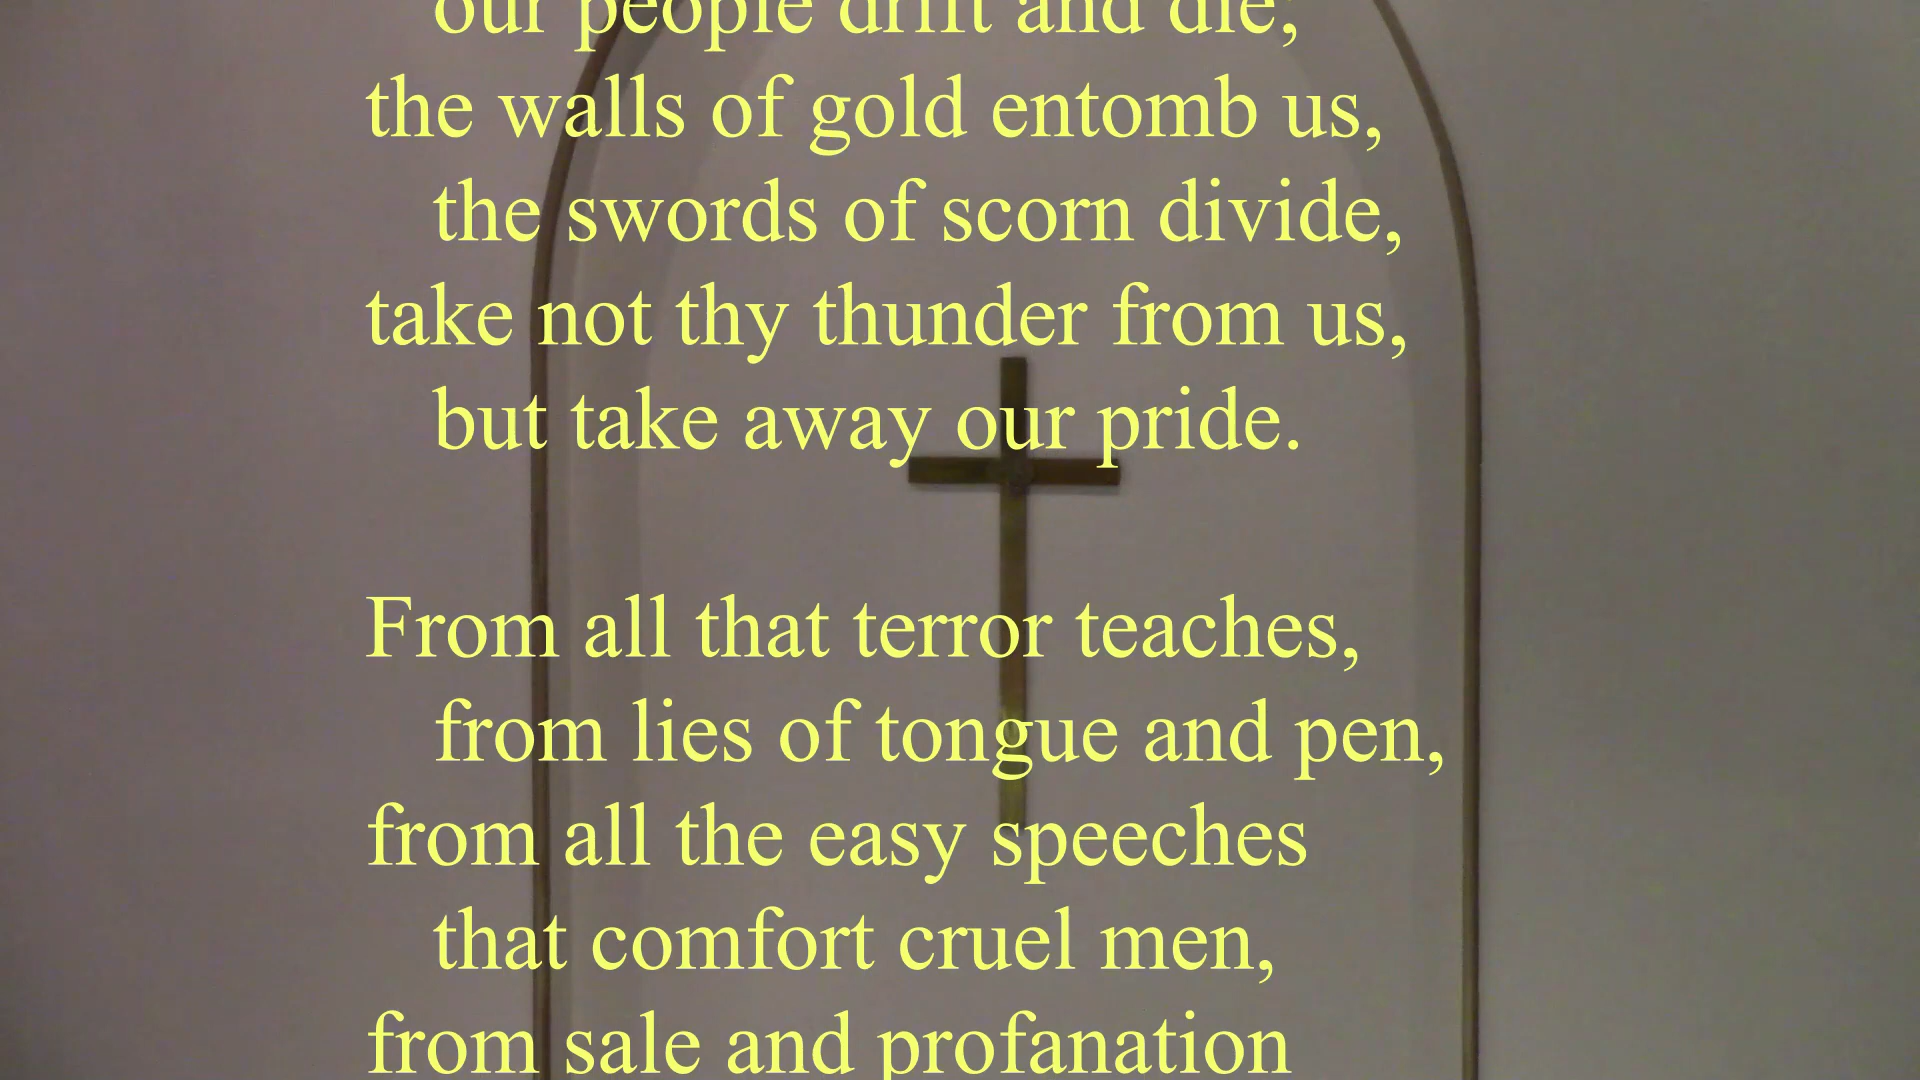 our people drift and die;
the walls of gold entomb us,
the swords of scorn divide,
take not thy thunder from us,
but take away our pride.
From all that terror teaches,
from lies of tongue and pen,
from all the easy speeches
that comfort cruel men,
from sale and profanation